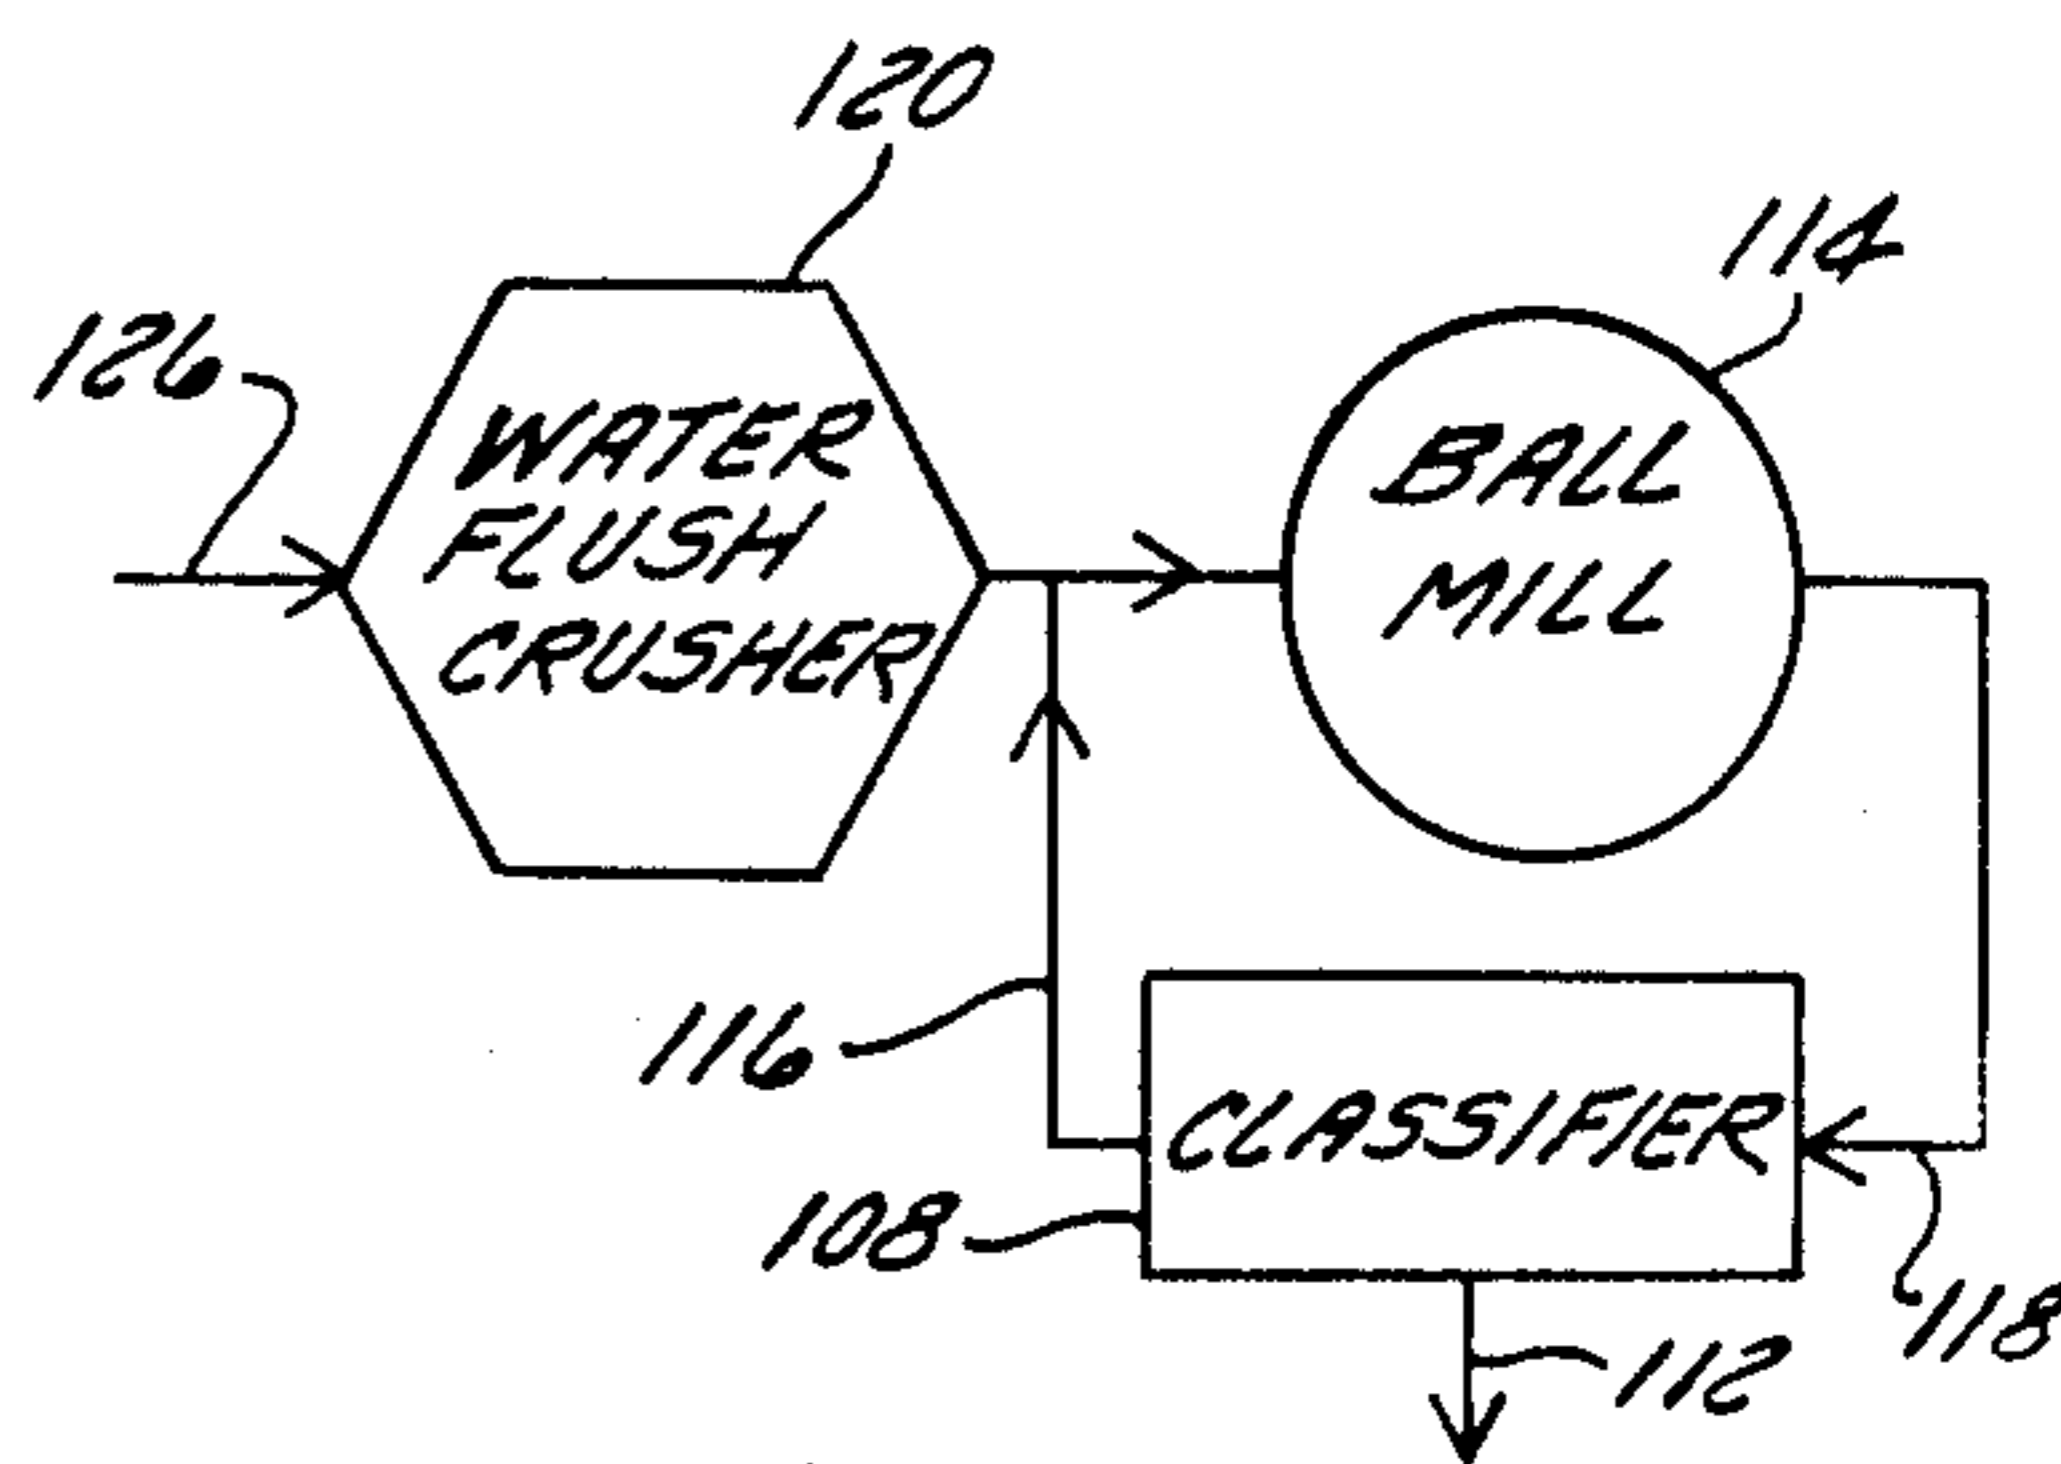 120
114
126
WATER
FLUSH
CRUSHER
BALL
MILL
116
CLASSIFIER
108
118
112